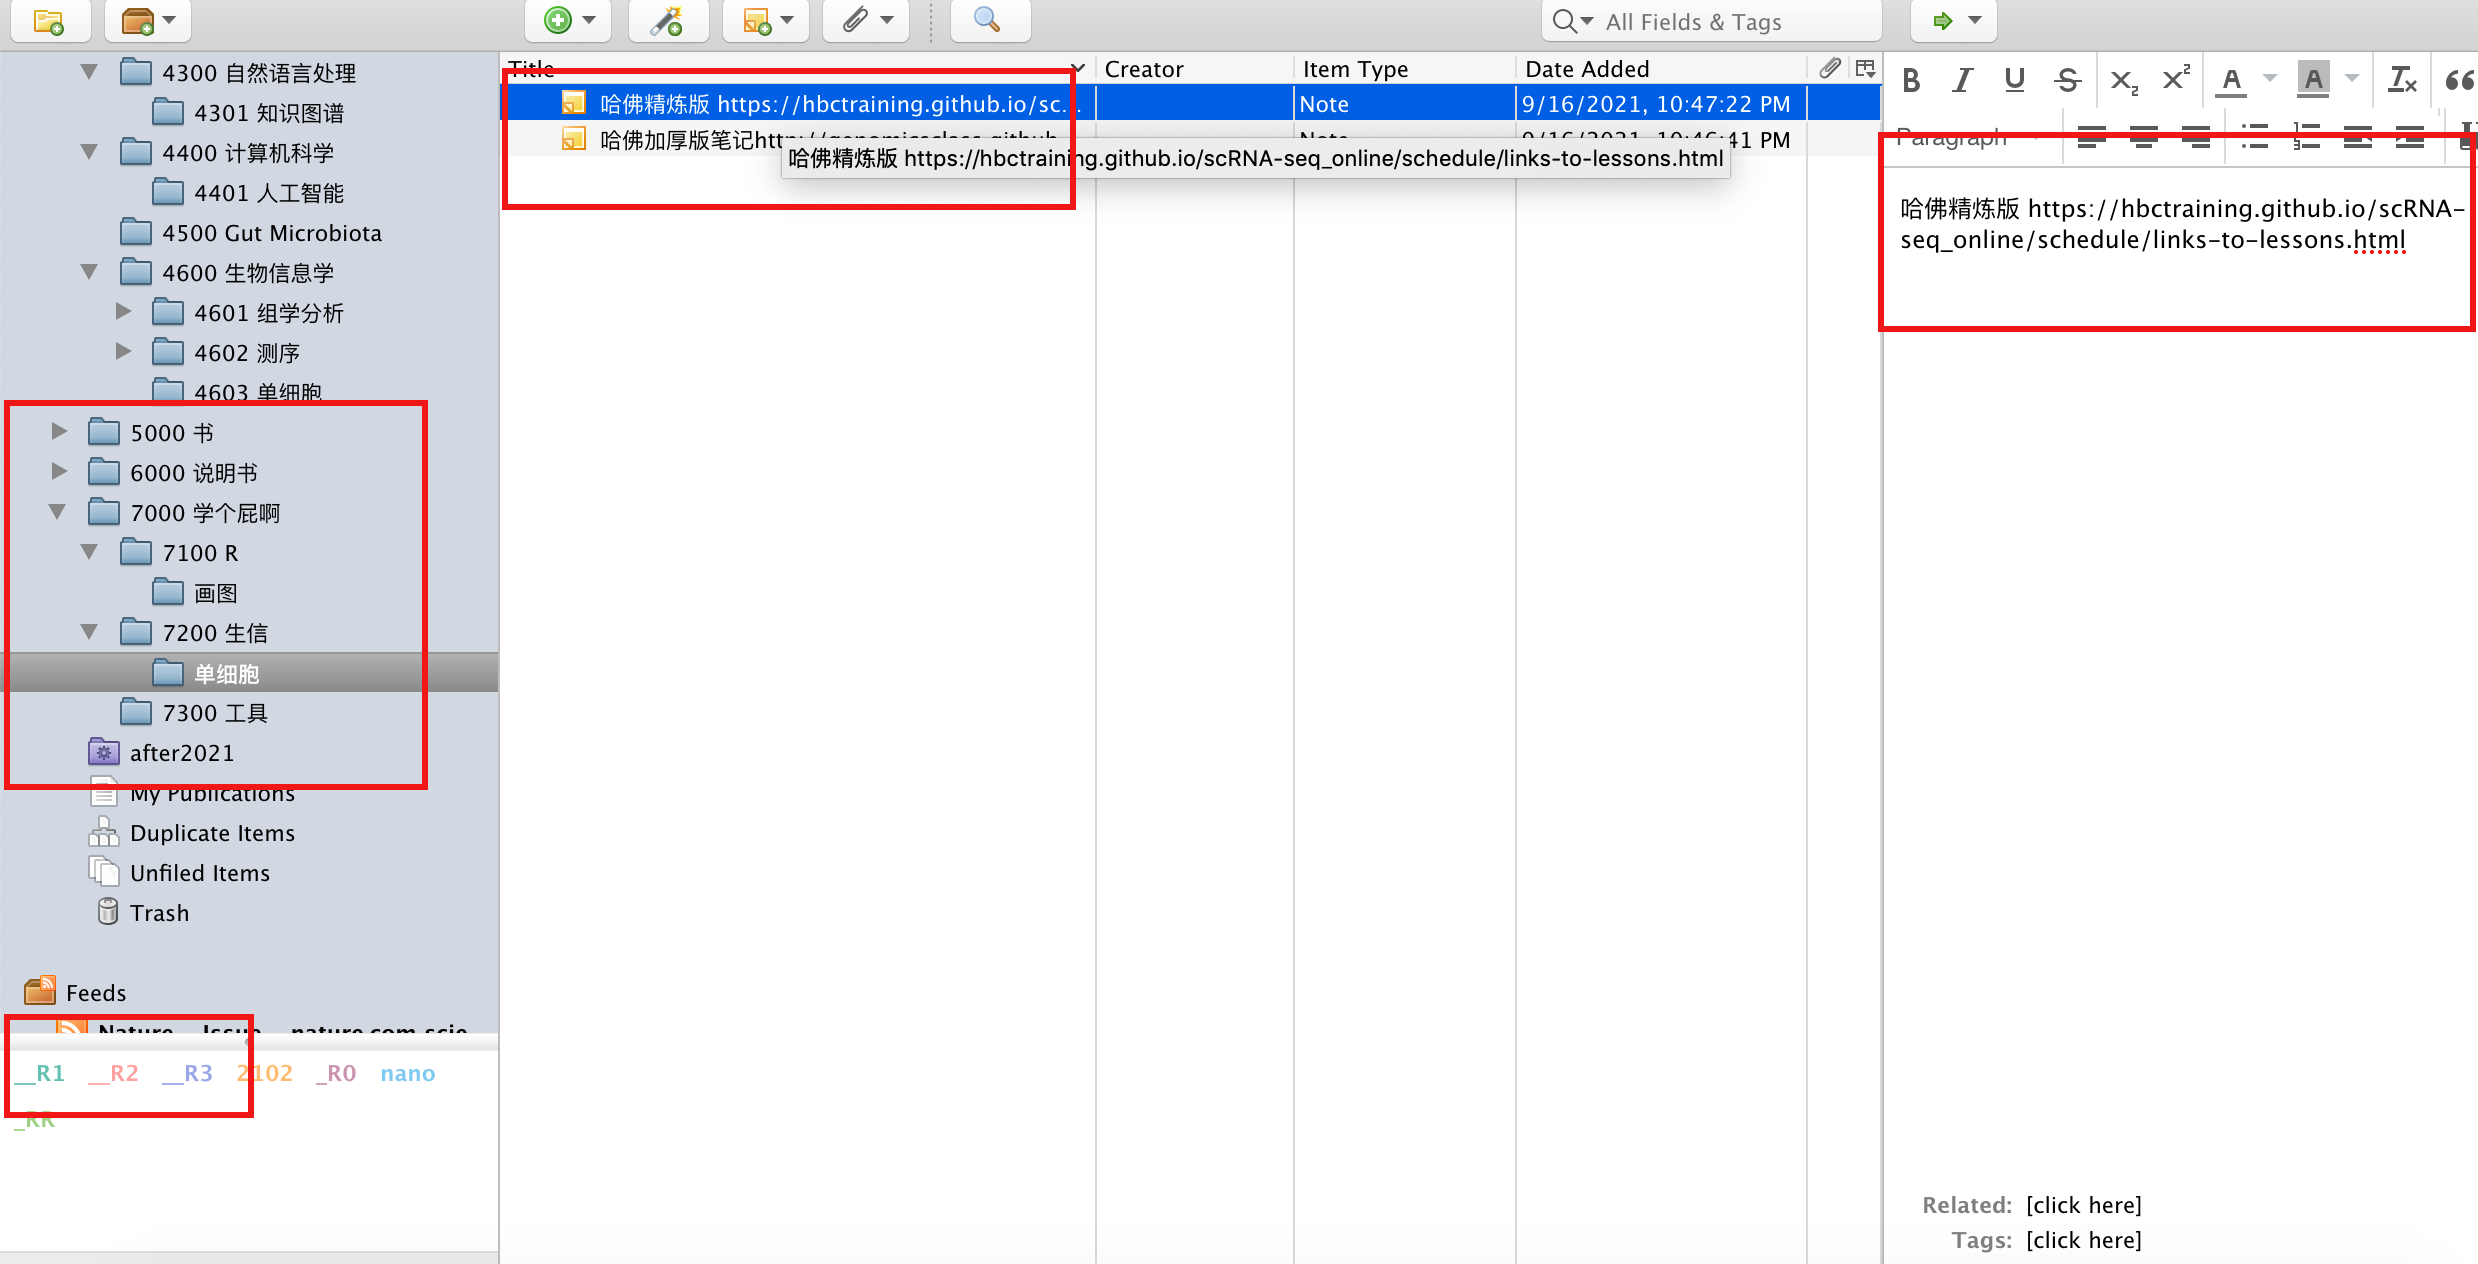 All Fields & Tags
4300 自然语言处理
4301 知识图谱
4400 计算机科学
4401 人工智能
4500 Gut Microbiota
4600 生物信息学
4601 组学分析
4602 测序
4603 单细胞
5000 书
6000 说明书
7000 学个屁啊
7100 R
画图
7200 生信
单细胞
7300 工具
after2021
My Publications
Duplicate Items
Unfiled Items
Trash
Feeds
Nature
Issue
nature.com scie
__R1 __R2 __R3 2102 _R0 nano
_RR
Title Creator Item Type Date Added
哈佛精炼版 https://hbctraining.github.io/sc... Note 9/16/2021, 10:47:22 PM
哈佛加厚版笔记http://genomicsclass.github. Note 9/16/2021, 10:46:41 PM
哈佛精炼版 https://hbctraining.github.io/scRNA-seq_online/schedule/links-to-lessons.html
B I U S X₂ X² A A Tx
Paragraph
哈佛精炼版 https://hbctraining.github.io/scRNA-
seq_online/schedule/links-to-lessons.html
Related: [click here]
Tags: [click here]